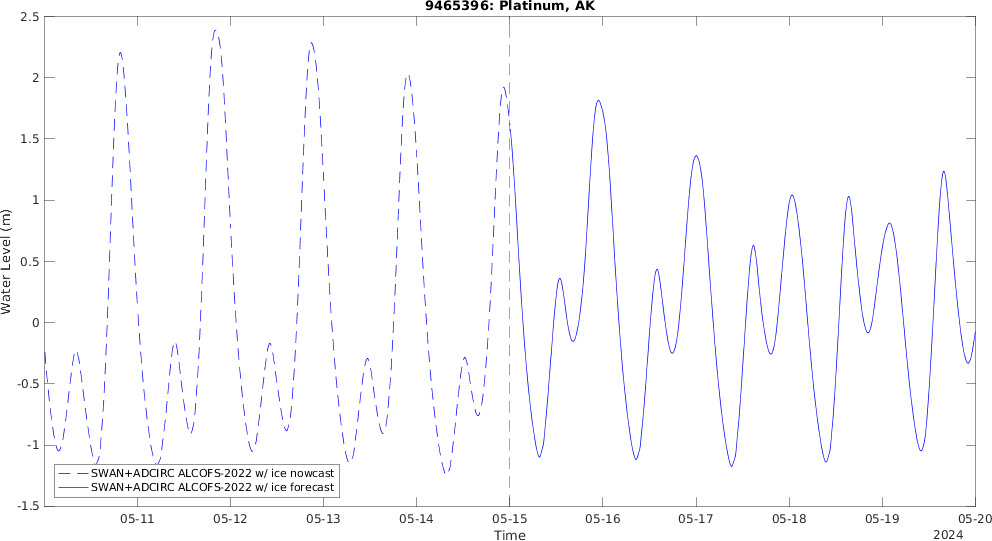 9465396: Platinum, AK
2.5
2
1.5
1
0.5
0
-0.5
-1
-1.5
Water Level (m)
SWAN+ADCIRC ALCOFS-2022 w/ ice nowcast
SWAN+ADCIRC ALCOFS-2022 w/ ice forecast
05-11 05-12 05-13 05-14 05-15 05-16 05-17 05-18 05-19 05-20
Time
2024